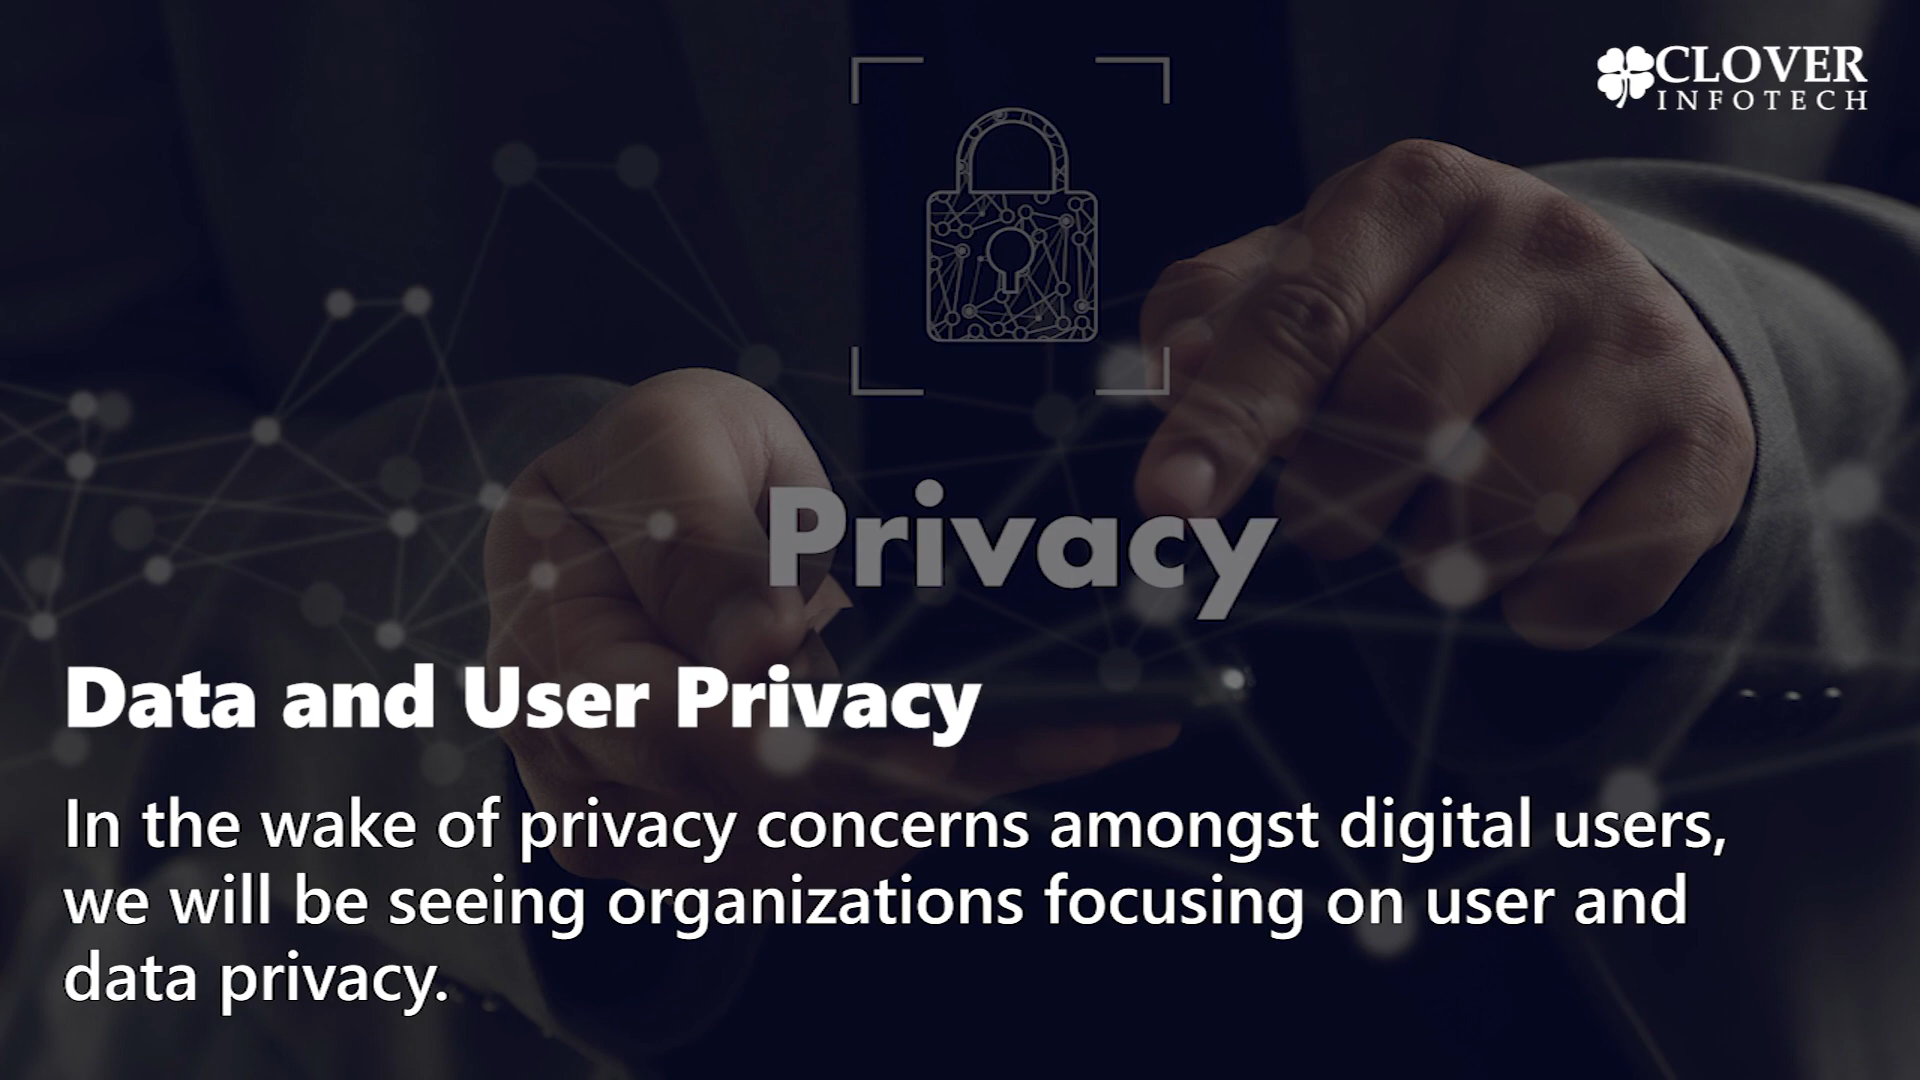 CLOVER
INFOTECH
Privacy
Data and User Privacy
In the wake of privacy concerns amongst digital users,
we will be seeing organizations focusing on user and
data privacy.